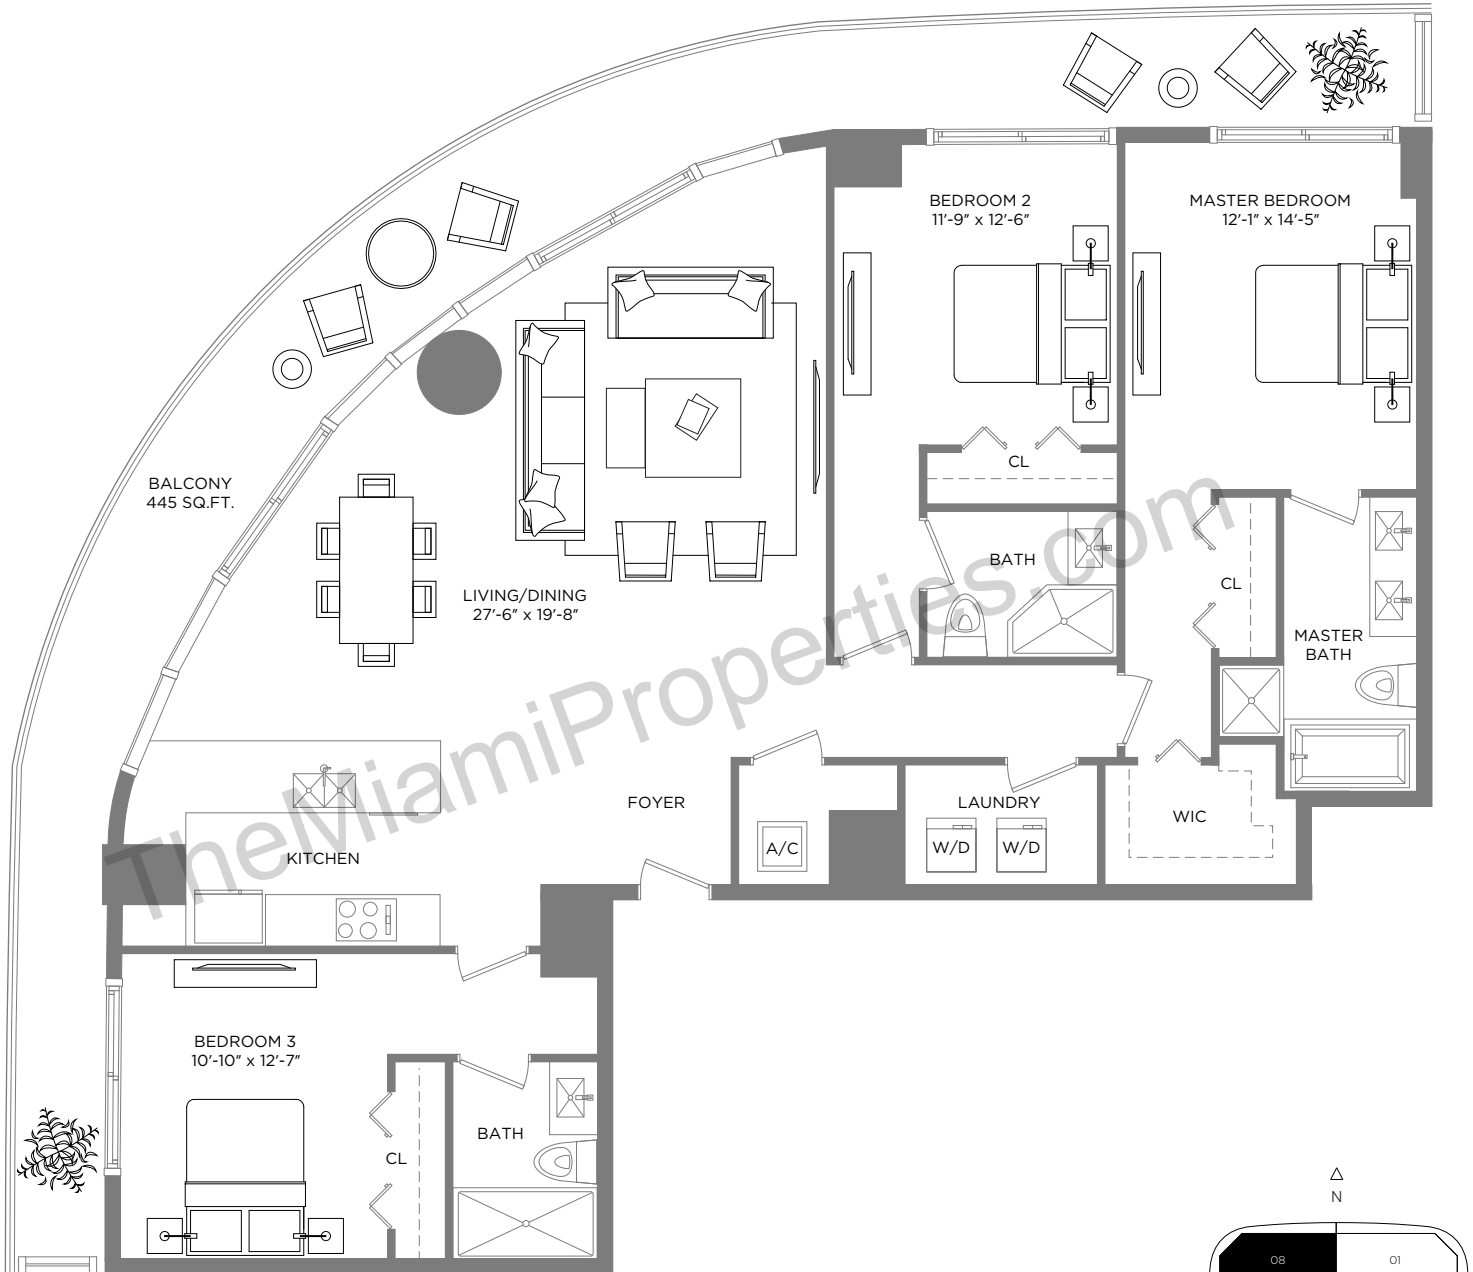 BEDROOM 2
11'-9" x 12'-6"
MASTER BEDROOM
12'-1" x 14'-5"
CL
BALCONY
445 SQ.FT.
BATH
CL
LIVING/DINING
27'-6" x 19'-8"
MASTER
BATH
TheMiamiProperties.com
FOYER
LAUNDRY
WIC
A/C
W/D
W/D
KITCHEN
BEDROOM 3
10'-10" x 12'-7"
BATH
CL
N
08
01